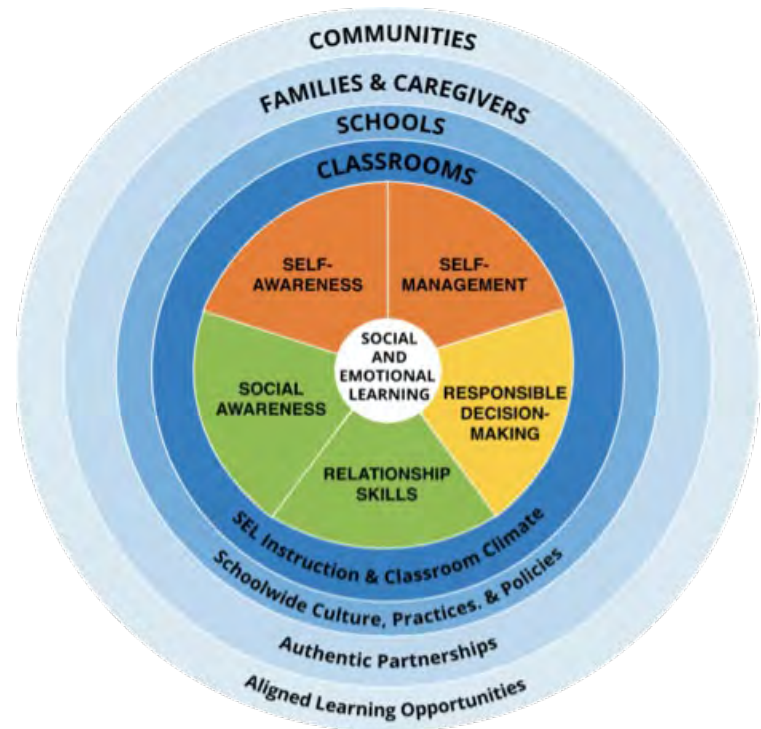 COMMUNITIES
FAMILIES & CAREGIVERS
SCHOOLS
CLASSROOMS
SELF-
AWARENESS
SELF-
MANAGEMENT
SOCIAL
AND
EMOTIONAL
LEARNING
SOCIAL
AWARENESS
RESPONSIBLE
DECISION-
MAKING
RELATIONSHIP
SKILLS
SEL Instruction & Classroom Climate
Schoolwide Culture, Practices. & Policies
Authentic Partnerships
Aligned Learning Opportunities